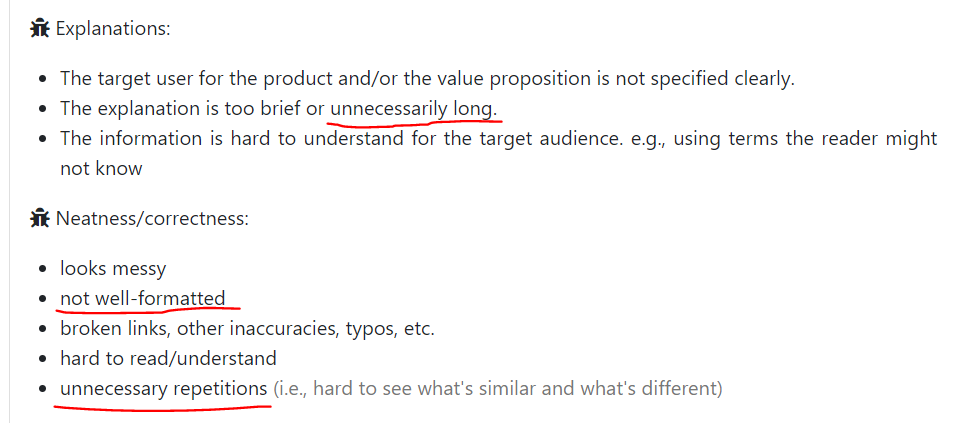 Explanations:
The target user for the product and/or the value proposition is not specified clearly.
The explanation is too brief or unnecessarily long.
The information is hard to understand for the target audience. e.g., using terms the reader might
not know
Neatness/correctness:
looks messy
not well-formatted
broken links, other inaccuracies, typos, etc.
hard to read/understand
unnecessary repetitions (i.e., hard to see what's similar and what's different)